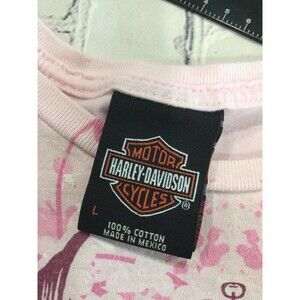 MOTOR
HARLEY-DAVIDSON
CYCLES
L
100% COTTON
MADE IN MEXICO